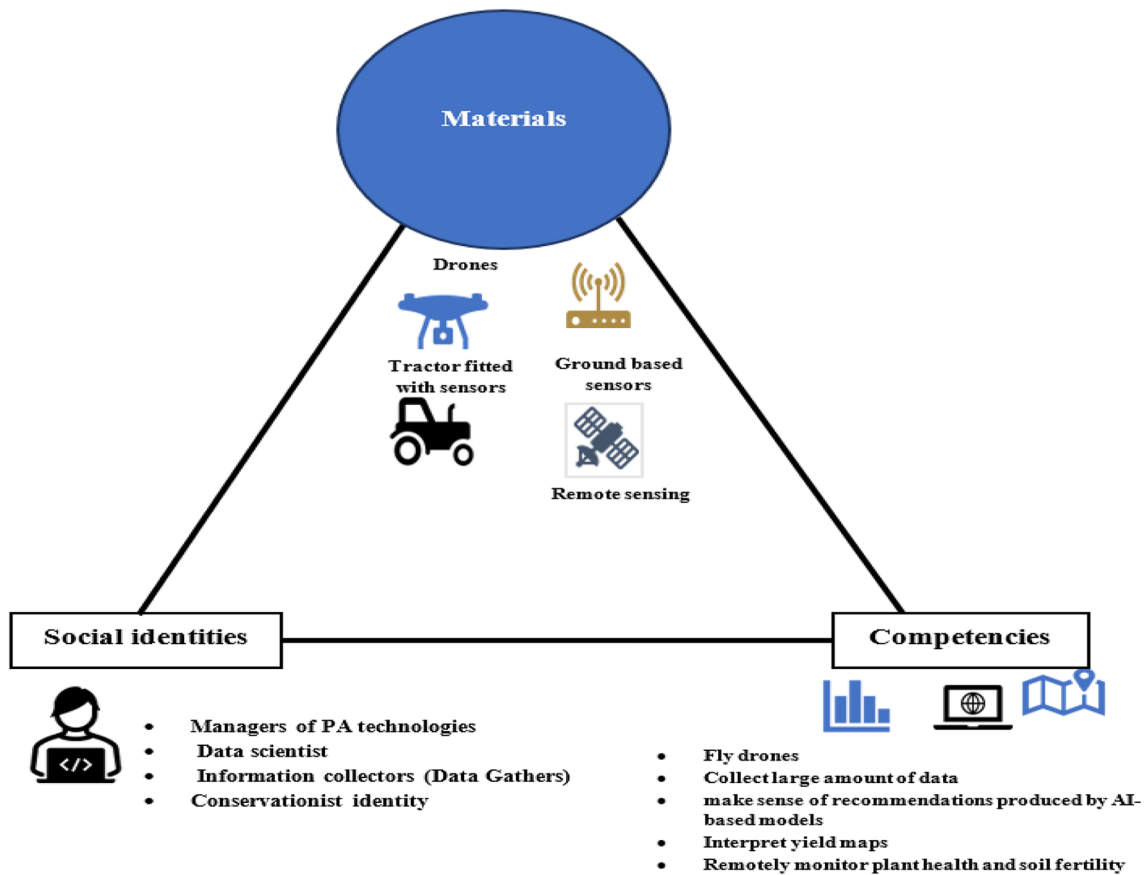 Materials
Drones
Tractor fitted
with sensors
Ground based
sensors
Remote sensing
Social identities
Competencies
</>
• Managers of PA technologies
• Data scientist
• Information collectors (Data Gathers)
• Conservationist identity
• Fly drones
• Collect large amount of data
• make sense of recommendations produced by AI-
based models
• Interpret yield maps
• Remotely monitor plant health and soil fertility